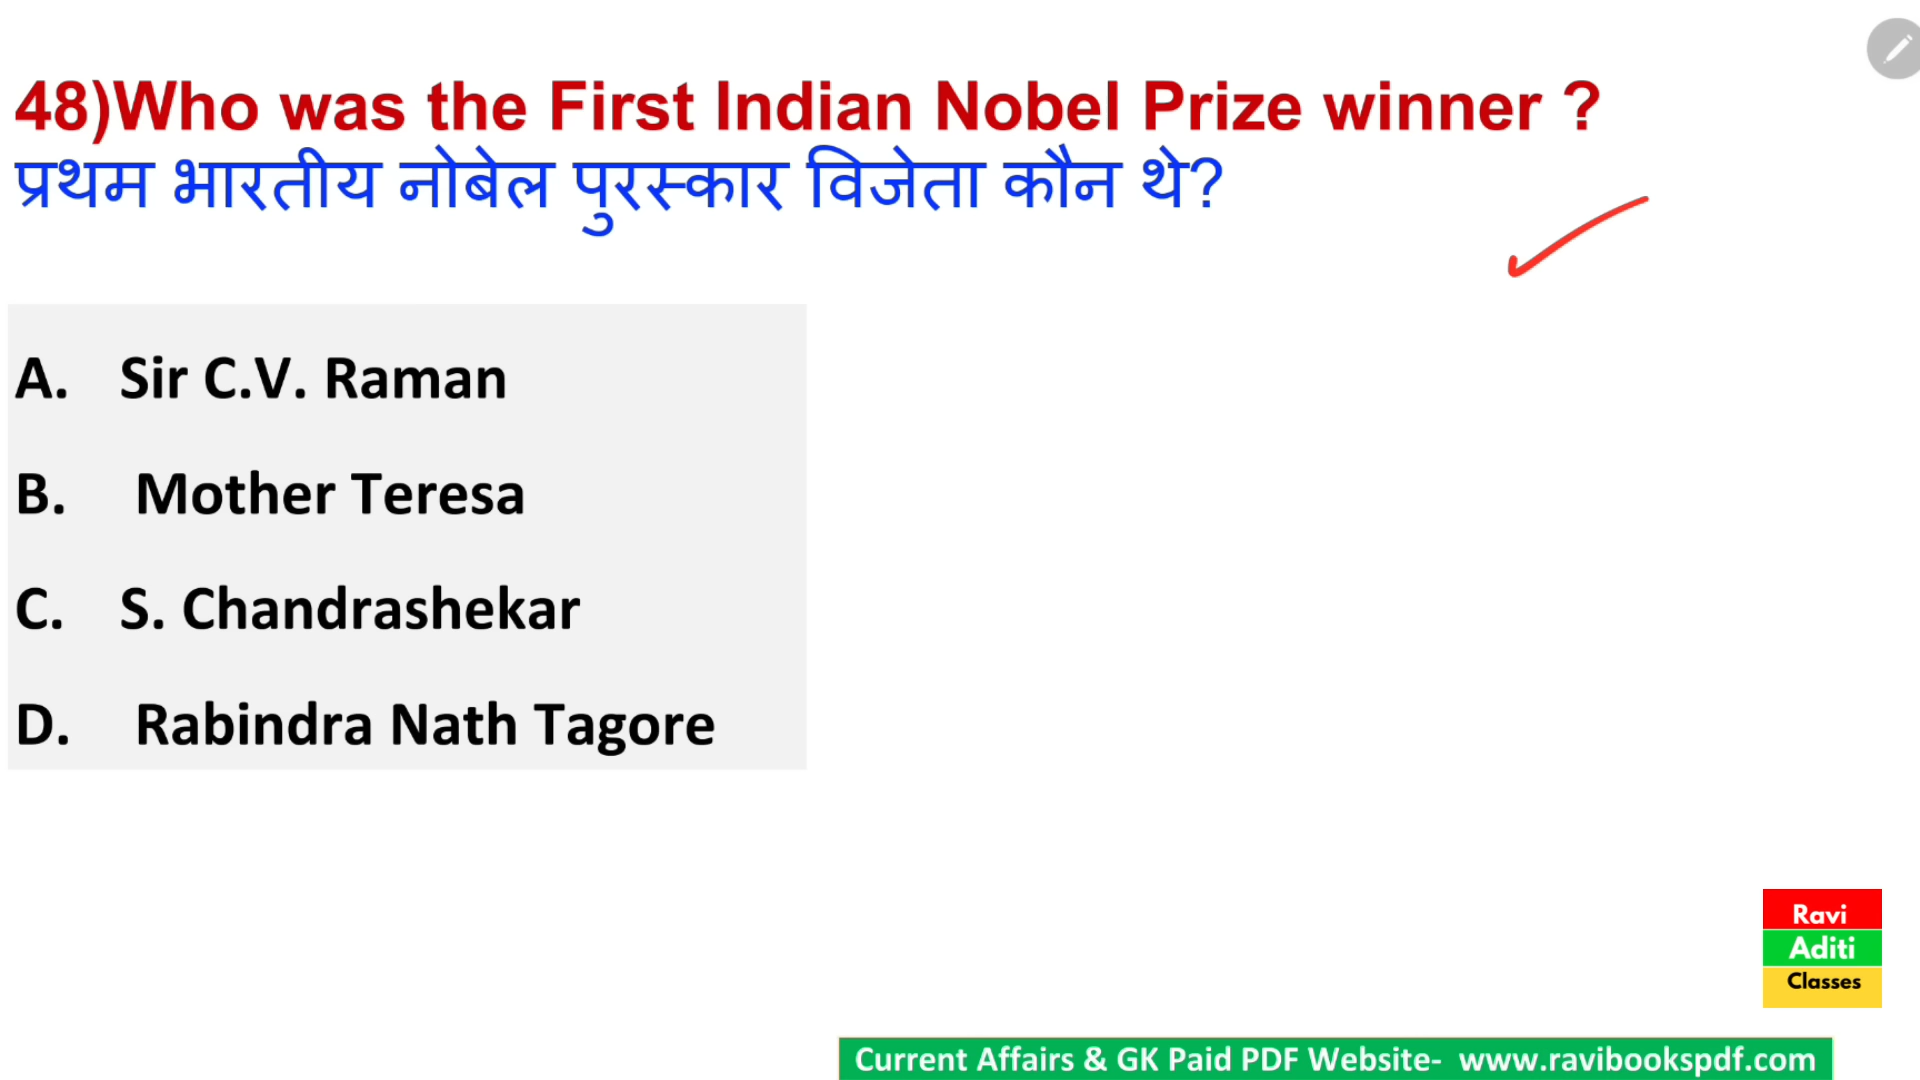 48)Who was the First Indian Nobel Prize winner ?
प्रथम भारतीय नोबेल पुरस्कार विजेता कौन थे?
A. Sir C.V. Raman
B. Mother Teresa
C. S. Chandrashekar
D. Rabindra Nath Tagore
Ravi
Aditi
Classes
Current Affairs & GK Paid PDF Website- www.ravibookspdf.com